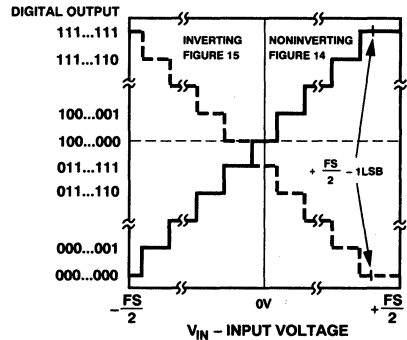 DIGITAL OUTPUT
111...111
111...110
100...001
100...000
011...111
011...110
000...001
000...000
INVERTING
FIGURE 15
NONINVERTING
FIGURE 14
+ FS/2 – 1LSB
– FS/2
0V
+ FS/2
VIN – INPUT VOLTAGE